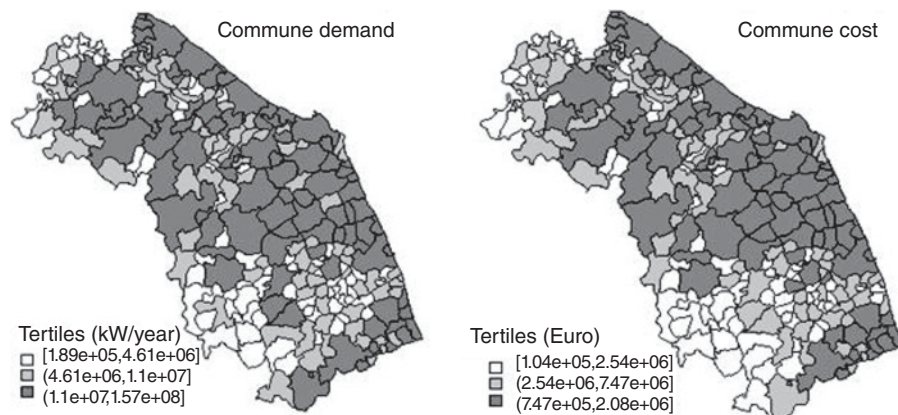 Commune demand
Tertiles (kW/year)
[1.89e+05,4.61e+06]
(4.61e+06,1.1e+07]
(1.1e+07,1.57e+08]
Commune cost
Tertiles (Euro)
[1.04e+05,2.54e+06]
(2.54e+06,7.47e+06]
(7.47e+05,2.08e+06]